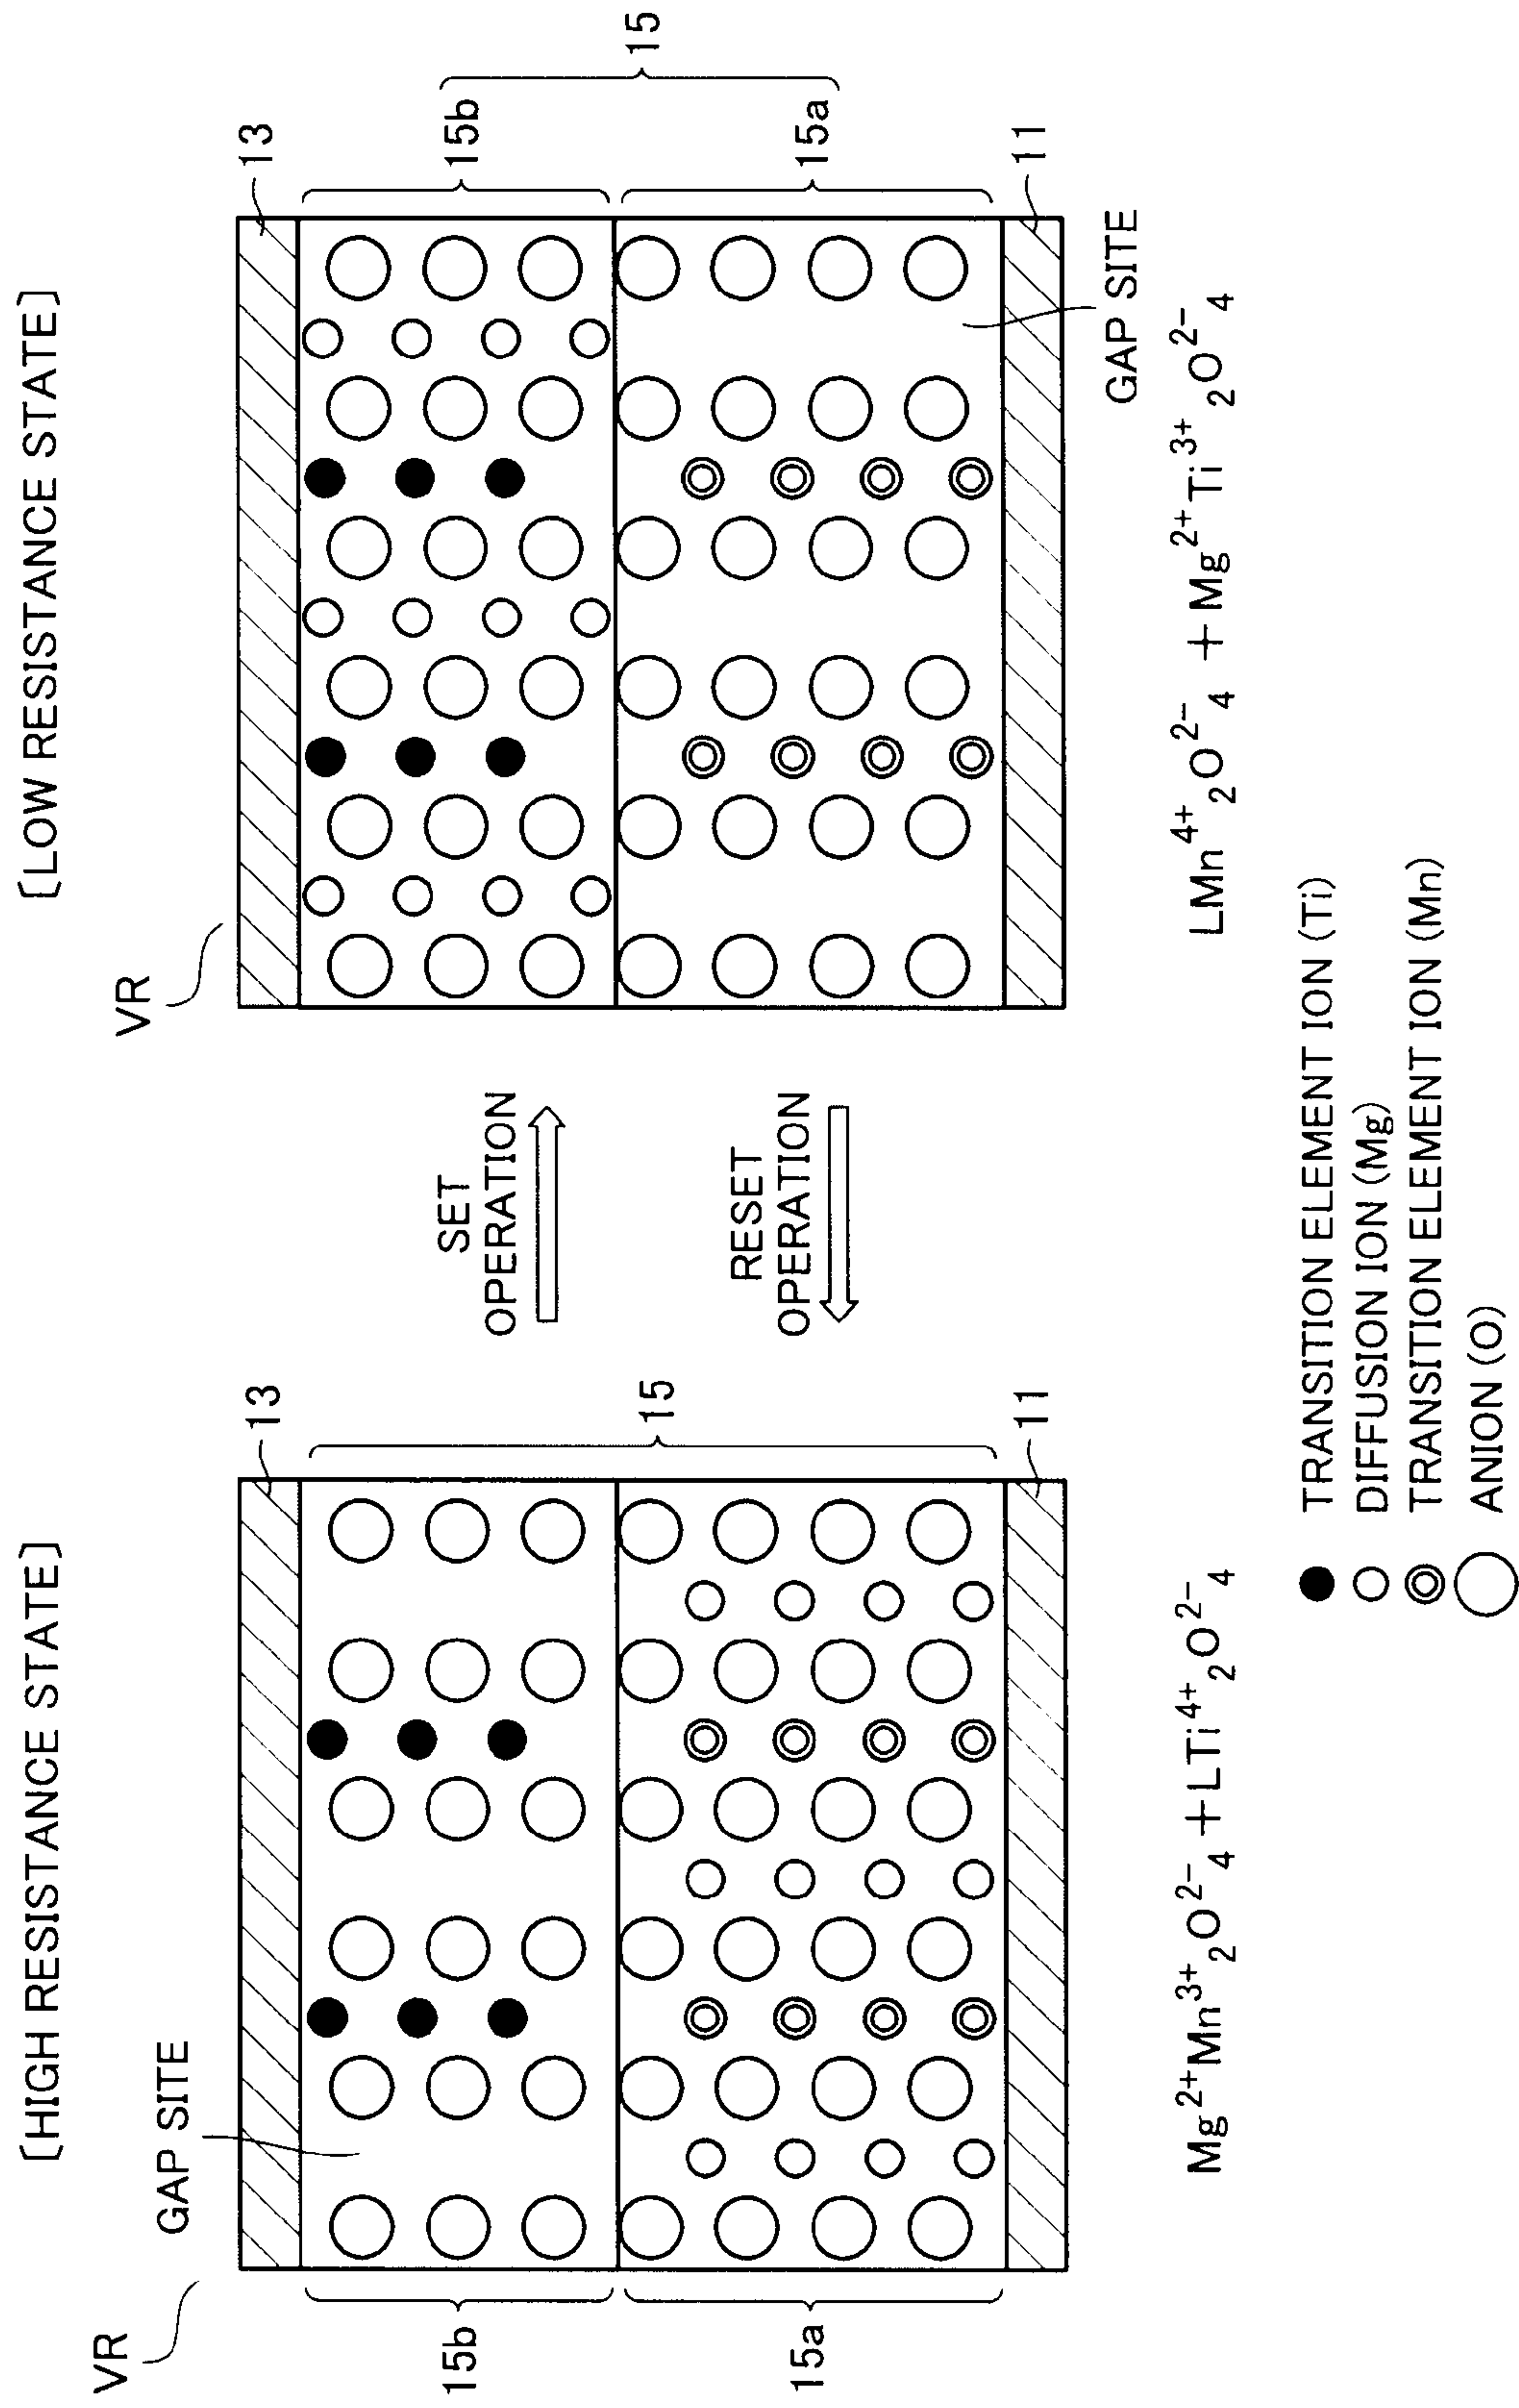 [HIGH RESISTANCE STATE]
VR
GAP SITE
13
15b
15a
15
11
Mg²⁺Mn³⁺₂O²⁻₄+LTi⁴⁺₂O²⁻₄
SET
OPERATION
RESET
OPERATION
[LOW RESISTANCE STATE]
VR
13
15b
15a
15
11
GAP SITE
LMn⁴⁺₂O²⁻₄+Mg²⁺Ti³⁺₂O²⁻₄
TRANSITION ELEMENT ION (Ti)
DIFFUSION ION (Mg)
TRANSITION ELEMENT ION (Mn)
ANION (O)